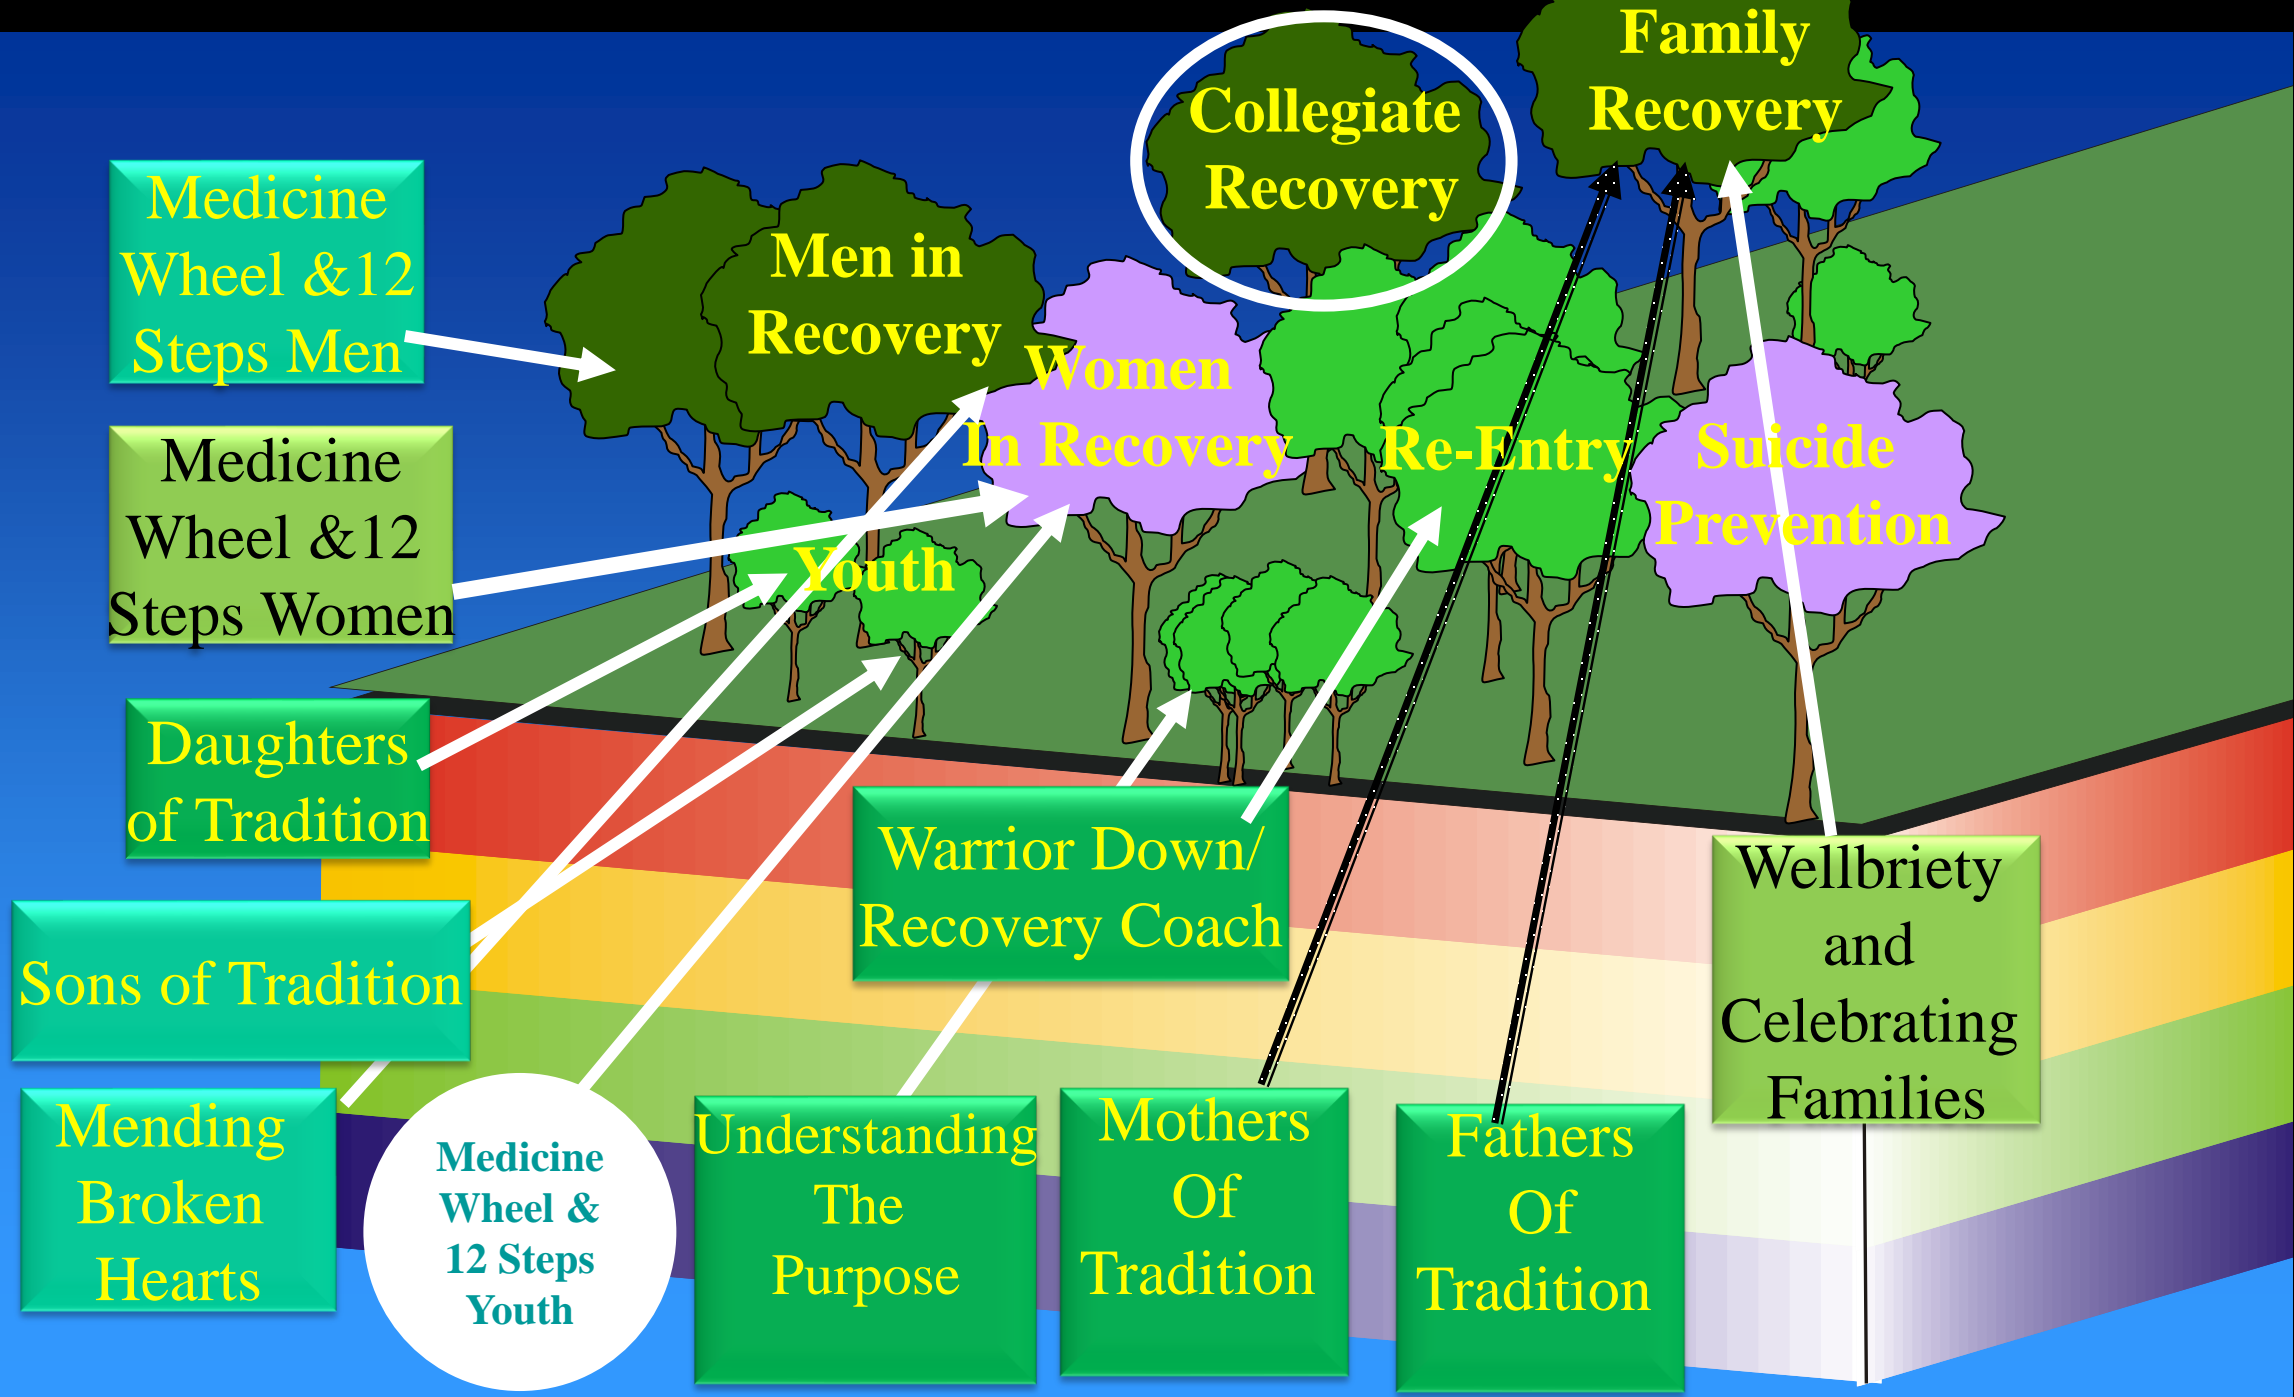 Family
Recovery
Collegiate
Recovery
Medicine
Wheel &12
Steps Men
Men in
Recovery
Women
In Recovery
Re-Entry
Suicide
Prevention
Medicine
Wheel &12
Steps Women
Youth
Daughters
of Tradition
Warrior Down/
Recovery Coach
Wellbriety
and
Celebrating
Families
Sons of Tradition
Mending
Broken
Hearts
Medicine
Wheel &
12 Steps
Youth
Understanding
The
Purpose
Mothers
Of
Tradition
Fathers
Of
Tradition